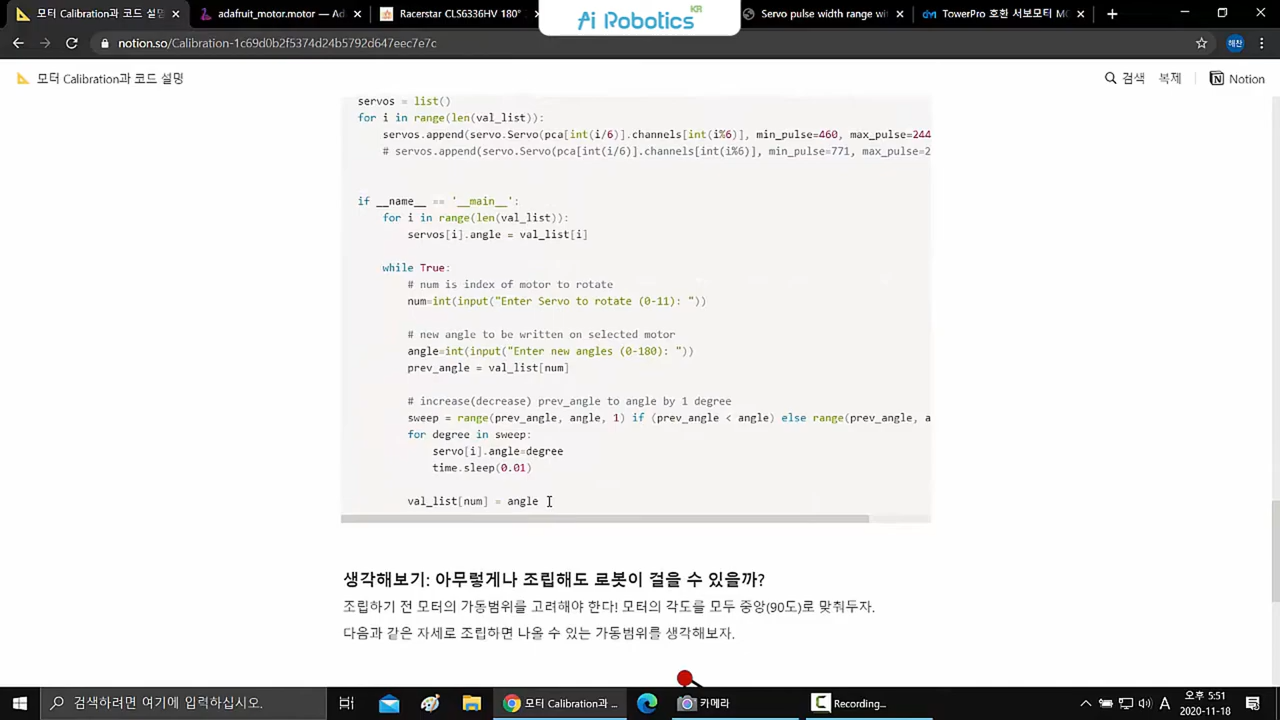 모터 Calibration과 코드 설명
adafruit_motor.motor — Ad
Racerstar CLS6336HV 180°
Ai Robotics KR
Servo pulse width range wi
TowerPro 호환 서보모터 MG
notion.so/Calibration-1c69d0b2f5374d24b5792d647eec7e7c
혜찬
모터 Calibration과 코드 설명
검색
복제
Notion
servos = list()
for i in range(len(val_list)):
servos.append(servo.Servo(pca[int(i/6)].channels[int(i%6)], min_pulse=460, max_pulse=244
# servos.append(servo.Servo(pca[int(i/6)].channels[int(i%6)], min_pulse=771, max_pulse=2
if __name__ == '__main__':
for i in range(len(val_list)):
servos[i].angle = val_list[i]
while True:
# num is index of motor to rotate
num=int(input("Enter Servo to rotate (0-11): "))
# new angle to be written on selected motor
angle=int(input("Enter new angles (0-180): "))
prev_angle = val_list[num]
# increase(decrease) prev_angle to angle by 1 degree
sweep = range(prev_angle, angle, 1) if (prev_angle < angle) else range(prev_angle, a
for degree in sweep:
servo[i].angle=degree
time.sleep(0.01)
val_list[num] = angle
생각해보기: 아무렇게나 조립해도 로봇이 걸을 수 있을까?
조립하기 전 모터의 가동범위를 고려해야 한다! 모터의 각도를 모두 중앙(90도)로 맞춰두자.
다음과 같은 자세로 조립하면 나올 수 있는 가동범위를 생각해보자.
검색하려면 여기에 입력하십시오.
모터 Calibration과 ...
카메라
Recording...
A
오후 5:51
2020-11-18